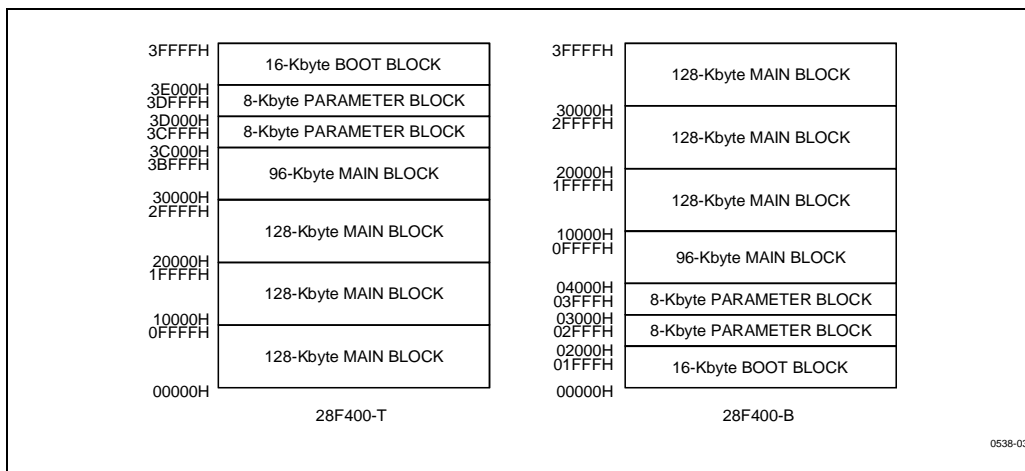 3FFFFH
16-Kbyte BOOT BLOCK
3E000H
3DFFFH
8-Kbyte PARAMETER BLOCK
3D000H
3CFFFH
8-Kbyte PARAMETER BLOCK
3C000H
3BFFFH
96-Kbyte MAIN BLOCK
30000H
2FFFFH
128-Kbyte MAIN BLOCK
20000H
1FFFFH
128-Kbyte MAIN BLOCK
10000H
0FFFFH
128-Kbyte MAIN BLOCK
00000H
28F400-T
3FFFFH
128-Kbyte MAIN BLOCK
30000H
2FFFFH
128-Kbyte MAIN BLOCK
20000H
1FFFFH
128-Kbyte MAIN BLOCK
10000H
0FFFFH
96-Kbyte MAIN BLOCK
04000H
03FFFH
8-Kbyte PARAMETER BLOCK
03000H
02FFFH
8-Kbyte PARAMETER BLOCK
02000H
01FFFH
16-Kbyte BOOT BLOCK
00000H
28F400-B
0538-03